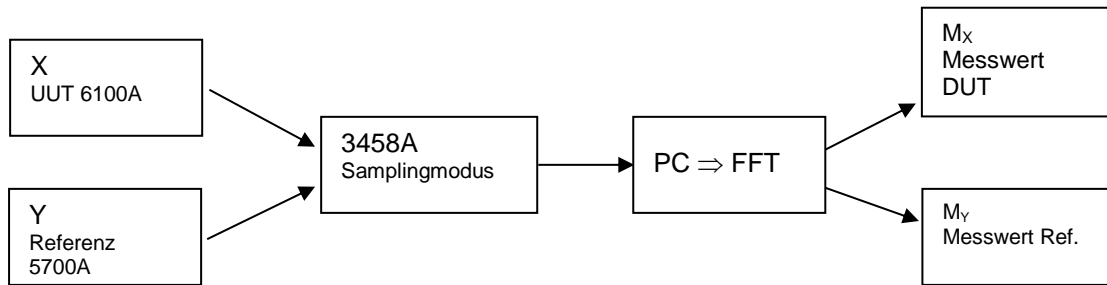 X
UUT 6100A
Y
Referenz
5700A
3458A
Samplingmodus
PC ⇒ FFT
MX
Messwert
DUT
MY
Messwert Ref.